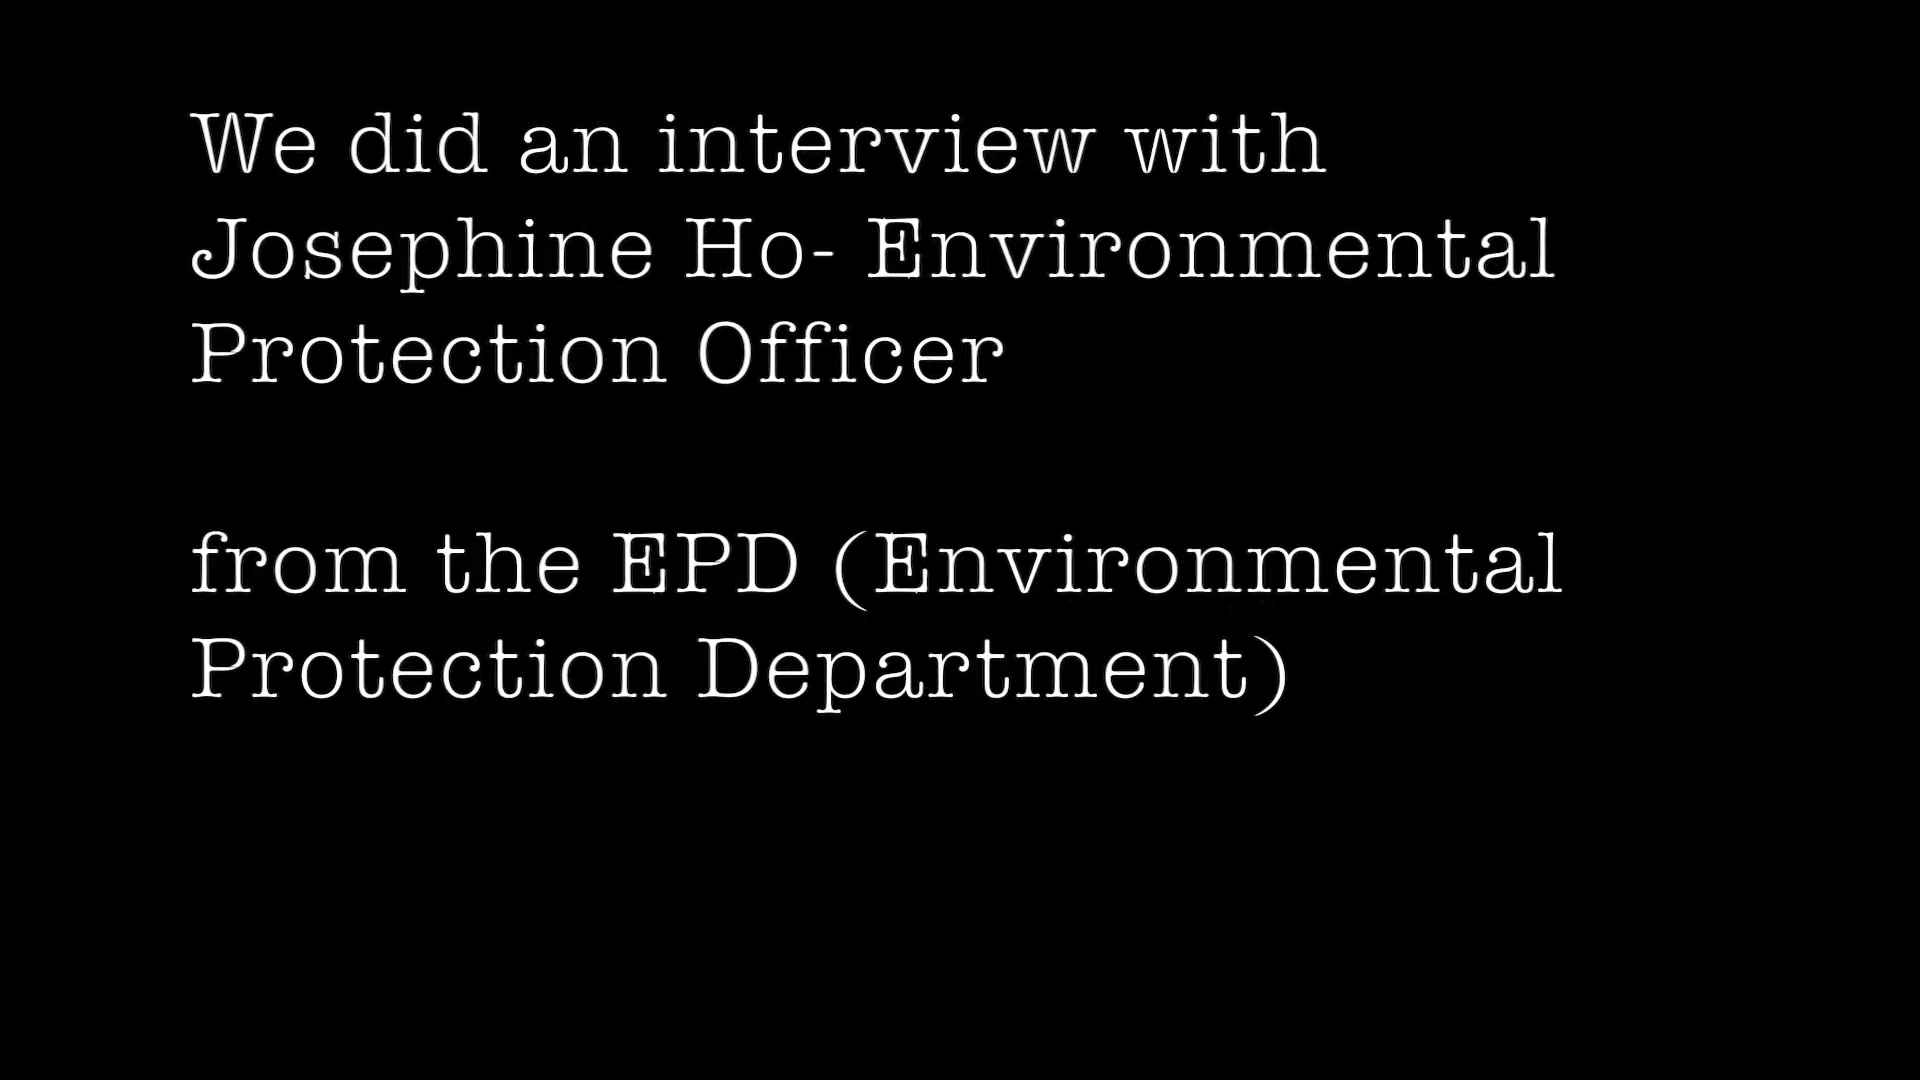 We did an interview with
Josephine Ho- Environmental
Protection Officer
from the EPD (Environmental
Protection Department)